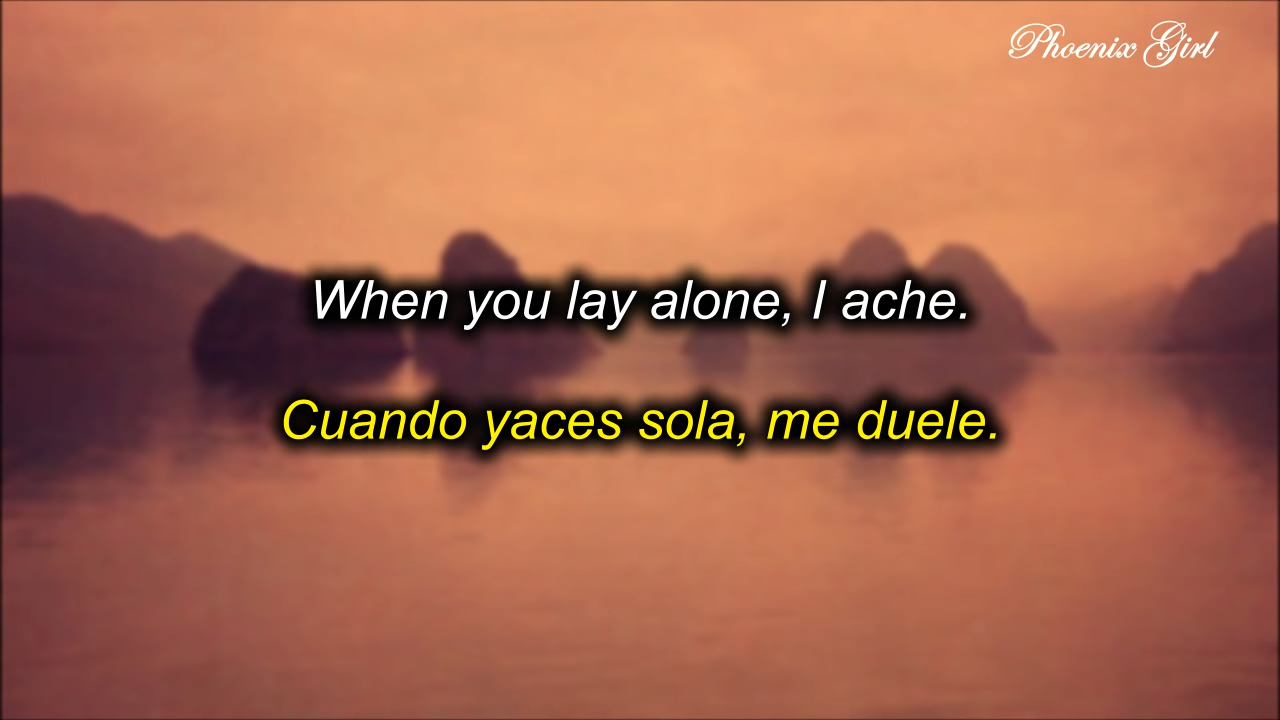 Phoenix Girl
When you lay alone, I ache.
Cuando yaces sola, me duele.